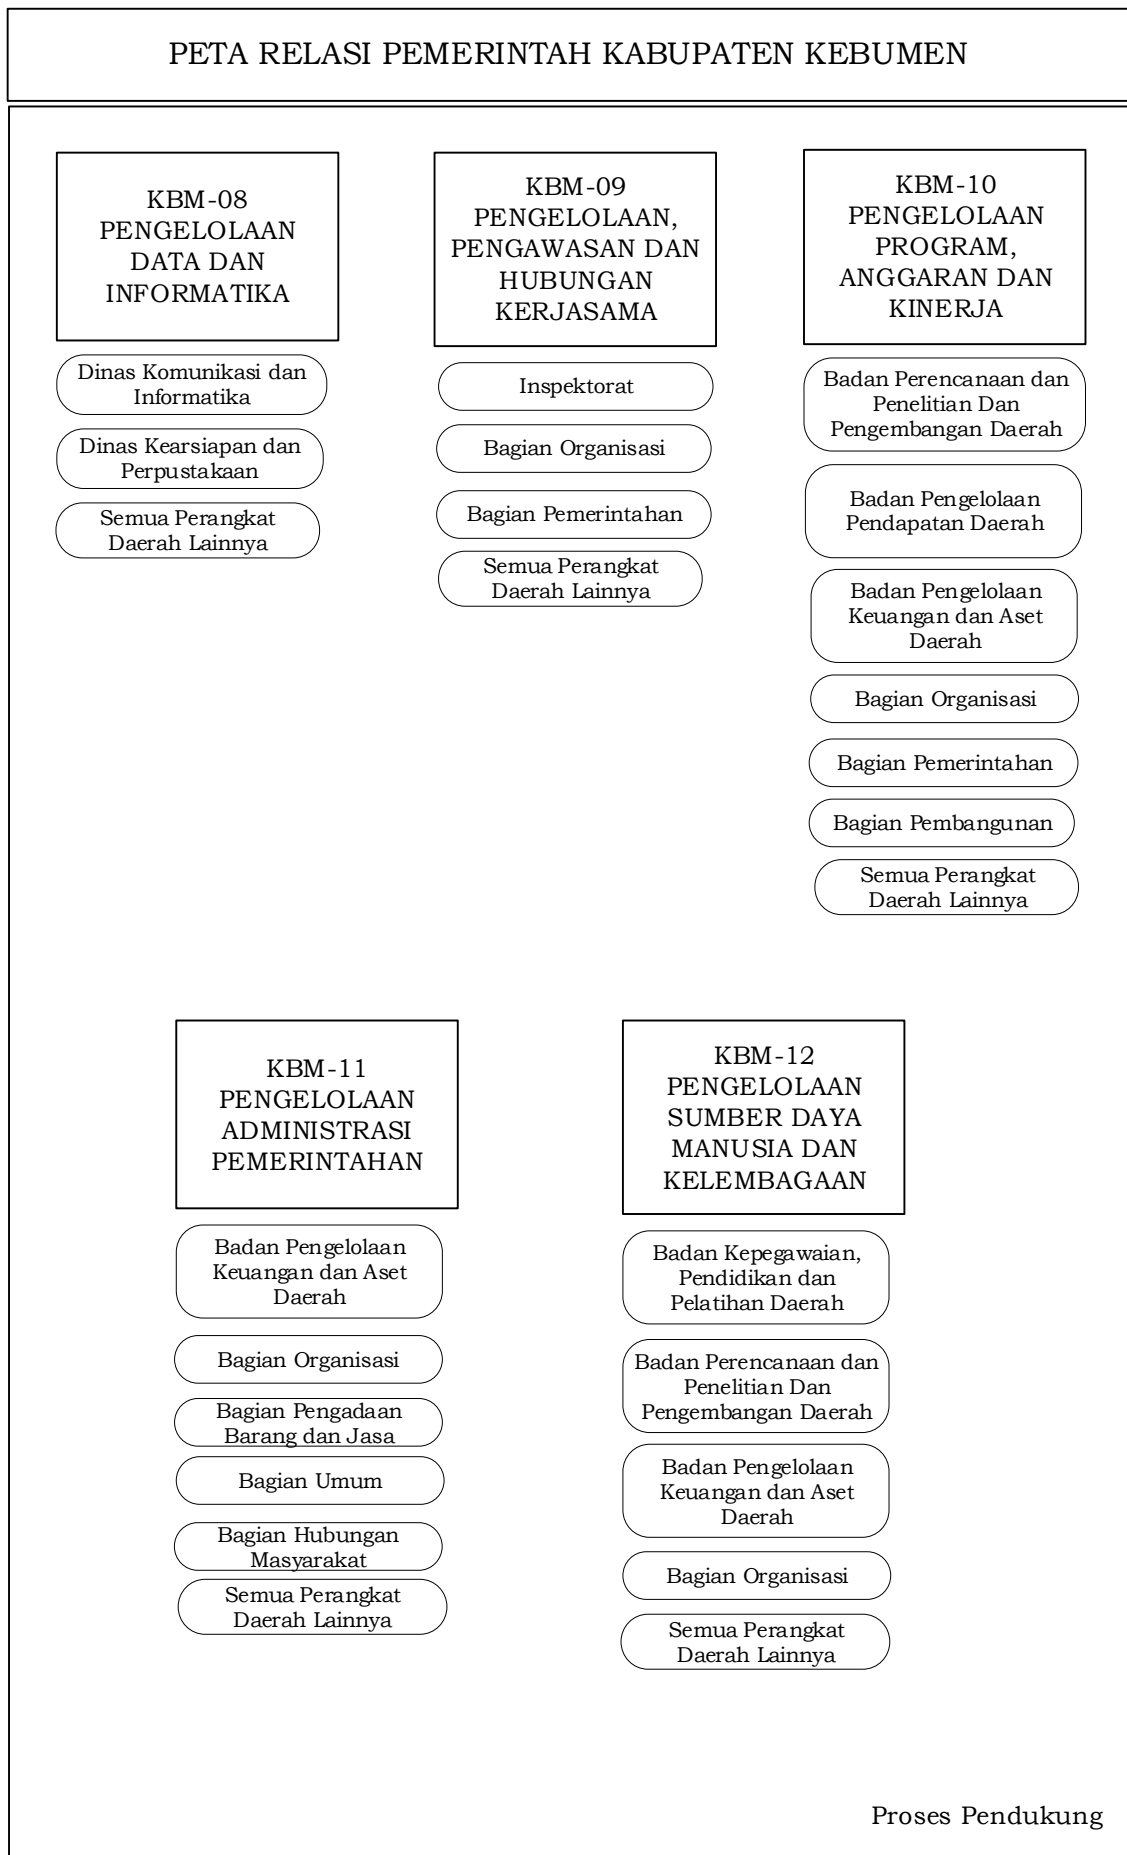 PETA RELASI PEMERINTAH KABUPATEN KEBUMEN
KBM-08
PENGELOLAAN
DATA DAN
INFORMATIKA
Dinas Komunikasi dan
Informatika
Dinas Kearsiapan dan
Perpustakaan
Semua Perangkat
Daerah Lainnya
KBM-09
PENGELOLAAN,
PENGAWASAN DAN
HUBUNGAN
KERJASAMA
Inspektorat
Bagian Organisasi
Bagian Pemerintahan
Semua Perangkat
Daerah Lainnya
KBM-10
PENGELOLAAN
PROGRAM,
ANGGARAN DAN
KINERJA
Badan Perencanaan dan
Penelitian Dan
Pengembangan Daerah
Badan Pengelolaan
Pendapatan Daerah
Badan Pengelolaan
Keuangan dan Aset
Daerah
Bagian Organisasi
Bagian Pemerintahan
Bagian Pembangunan
Semua Perangkat
Daerah Lainnya
KBM-11
PENGELOLAAN
ADMINISTRASI
PEMERINTAHAN
Badan Pengelolaan
Keuangan dan Aset
Daerah
Bagian Organisasi
Bagian Pengadaan
Barang dan Jasa
Bagian Umum
Bagian Hubungan
Masyarakat
Semua Perangkat
Daerah Lainnya
KBM-12
PENGELOLAAN
SUMBER DAYA
MANUSIA DAN
KELEMBAGAAN
Badan Kepegawaian,
Pendidikan dan
Pelatihan Daerah
Badan Perencanaan dan
Penelitian Dan
Pengembangan Daerah
Badan Pengelolaan
Keuangan dan Aset
Daerah
Bagian Organisasi
Semua Perangkat
Daerah Lainnya
Proses Pendukung